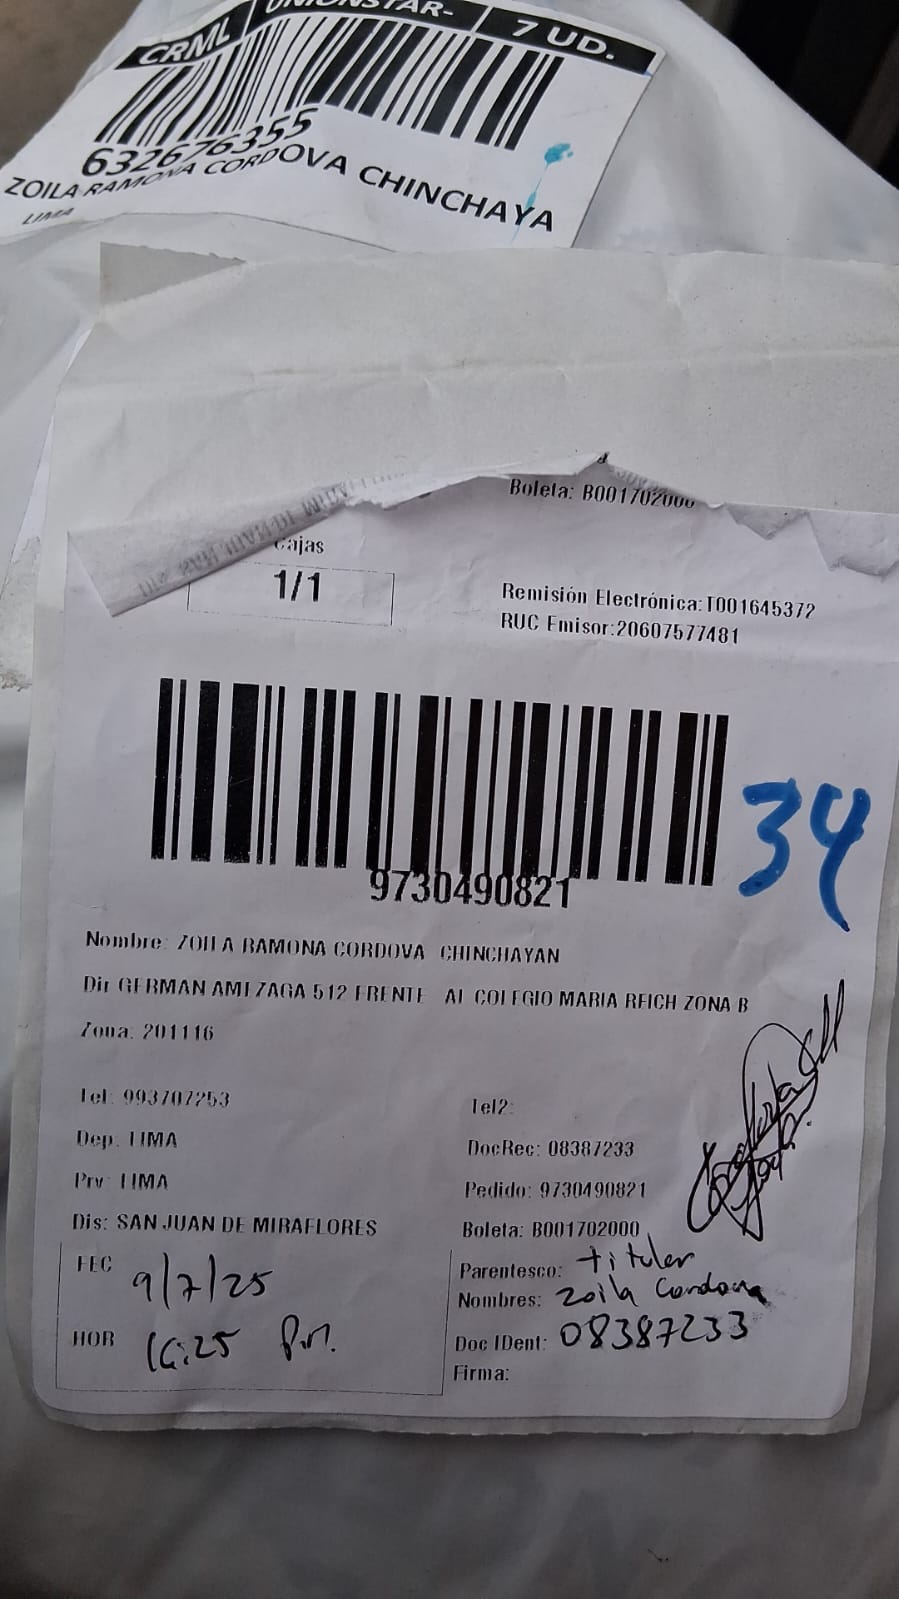 CRML UNIONSTAR- 7 UD.
632676355
ZOILA RAMONA CORDOVA CHINCHAYA
LIMA
Boleta: B001702000
Cajas
1/1
Remisión Electrónica:T001645372
RUC Emisor:20607577481
34
9730490821
Nombre: ZOILA RAMONA CORDOVA CHINCHAYAN
Dir GERMAN AMEZAGA 512 FRENTE AL COLEGIO MARIA REICH ZONA B
Zona: 201116
Tel: 993707253 Tel2:
Dep: LIMA DocRec: 08387233
Prv: LIMA Pedido: 9730490821
Dis: SAN JUAN DE MIRAFLORES Boleta: B001702000
FEC 9/7/25 Parentesco: titular
Nombres: Zoila Cordova
HOR 16:25 P.m. Doc IDent: 08387233
Firma: